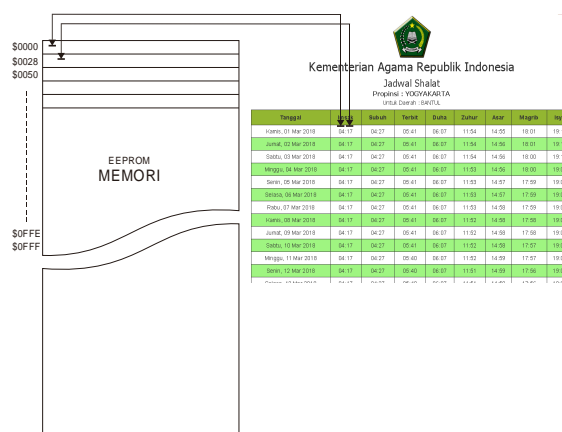 $0000
$0028
$0050
$0FFE
$0FFF
EEPROM
MEMORI
Kementerian Agama Republik Indonesia
Jadwal Shalat
Propinsi : YOGYAKARTA
Untuk Daerah : BANTUL
Tanggal Imsak Subuh Terbit Duha Zuhur Asar Magrib
Kamis, 01 Mar 2018 04:17 04:27 05:41 06:07 11:54 14:55 18:01
Jumat, 02 Mar 2018 04:17 04:27 05:41 06:07 11:54 14:56 18:01
Sabtu, 03 Mar 2018 04:17 04:27 05:41 06:07 11:54 14:56 18:00
Minggu, 04 Mar 2018 04:17 04:27 05:41 06:07 11:53 14:56 18:00
Senin, 05 Mar 2018 04:17 04:27 05:41 06:07 11:53 14:57 17:59
Selasa, 06 Mar 2018 04:17 04:27 05:41 06:07 11:53 14:57 17:59
Rabu, 07 Mar 2018 04:17 04:27 05:41 06:07 11:53 14:58 17:59
Kamis, 08 Mar 2018 04:17 04:27 05:41 06:07 11:52 14:58 17:58
Jumat, 09 Mar 2018 04:17 04:27 05:41 06:07 11:52 14:58 17:58
Sabtu, 10 Mar 2018 04:17 04:27 05:41 06:07 11:52 14:58 17:57
Minggu, 11 Mar 2018 04:17 04:27 05:40 06:07 11:52 14:59 17:57
Senin, 12 Mar 2018 04:17 04:27 05:40 06:07 11:51 14:59 17:56